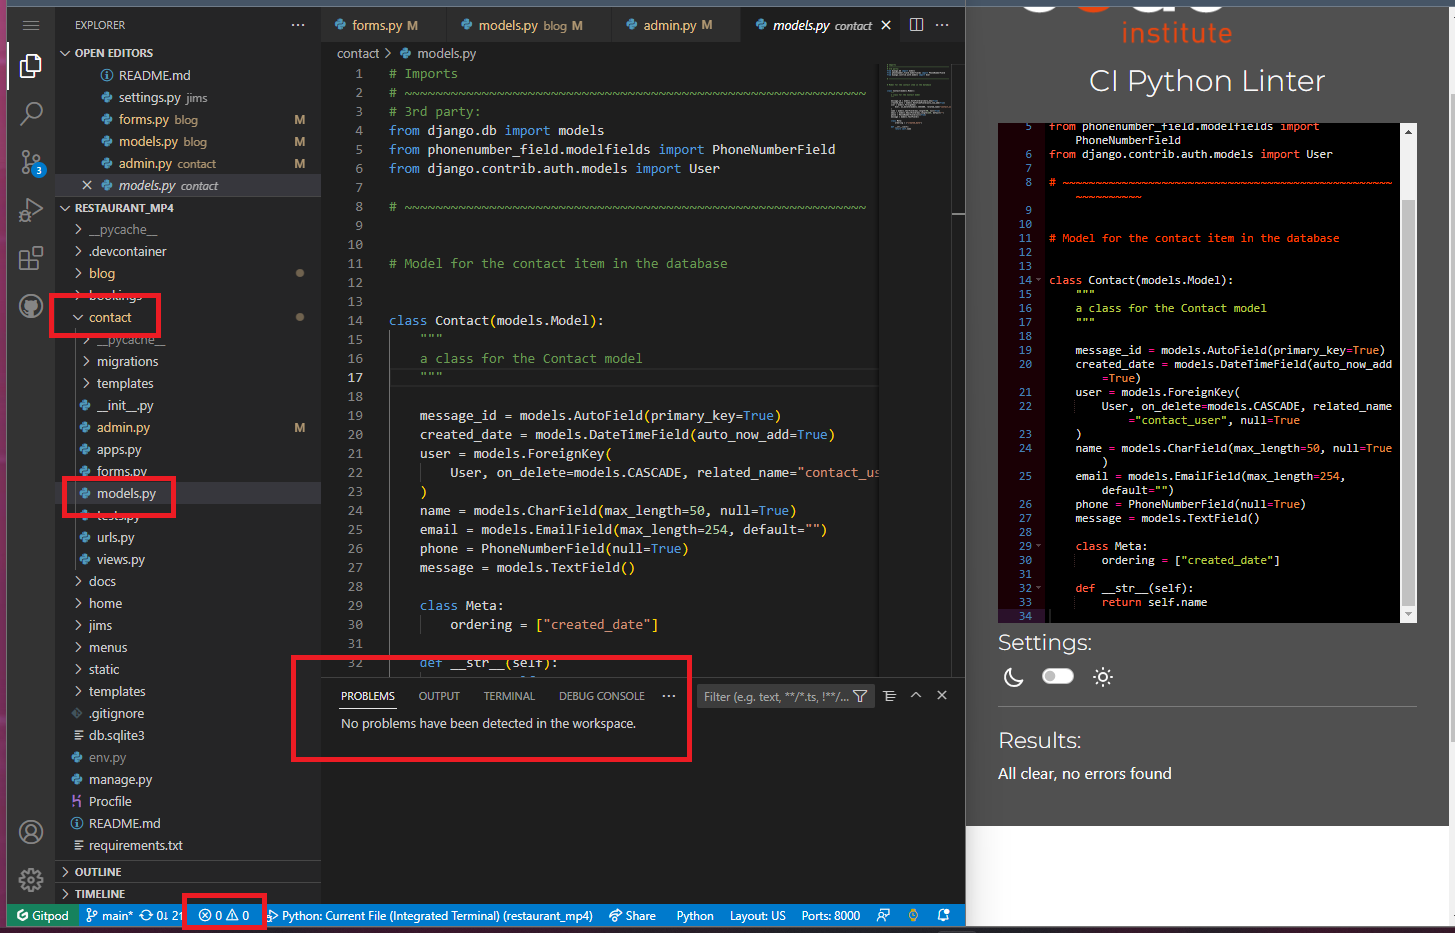 EXPLORER
OPEN EDITORS
README.md
settings.py jims
forms.py blog M
models.py blog M
admin.py contact M
models.py contact
RESTAURANT_MP4
__pycache__
.devcontainer
blog
bookings
contact
__pycache__
migrations
templates
__init__.py
admin.py M
apps.py
forms.py
models.py
tests.py
urls.py
views.py
docs
home
jims
menus
static
templates
.gitignore
db.sqlite3
env.py
manage.py
Procfile
README.md
requirements.txt
OUTLINE
TIMELINE
forms.py M
models.py blog M
admin.py M
models.py contact
contact > models.py
1 # Imports
2 # ~~~~~~~~~~~~~~~~~~~~~~~~~~~~~~~~~~~~~~~~~~~~~~~~~~~~~~~~~~~~
3 # 3rd party:
4 from django.db import models
5 from phonenumber_field.modelfields import PhoneNumberField
6 from django.contrib.auth.models import User
7
8 # ~~~~~~~~~~~~~~~~~~~~~~~~~~~~~~~~~~~~~~~~~~~~~~~~~~~~~~~~~~~~
9
10
11 # Model for the contact item in the database
12
13
14 class Contact(models.Model):
15 """
16 a class for the Contact model
17 """
18
19 message_id = models.AutoField(primary_key=True)
20 created_date = models.DateTimeField(auto_now_add=True)
21 user = models.ForeignKey(
22 User, on_delete=models.CASCADE, related_name="contact_us
23 )
24 name = models.CharField(max_length=50, null=True)
25 email = models.EmailField(max_length=254, default="")
26 phone = PhoneNumberField(null=True)
27 message = models.TextField()
28
29 class Meta:
30 ordering = ["created_date"]
31
32 def __str__(self):
PROBLEMS OUTPUT TERMINAL DEBUG CONSOLE ···
Filter (e.g. text, **/*.ts, !**/...
No problems have been detected in the workspace.
Gitpod main* 0↓ 2↑ 0 0 Python: Current File (Integrated Terminal) (restaurant_mp4) Share Python Layout: US Ports: 8000
3
institute
CI Python Linter
5 from phonenumber_field.modelfields import
PhoneNumberField
6 from django.contrib.auth.models import User
7
8 # ~~~~~~~~~~~~~~~~~~~~~~~~~~~~~~~~~~~~~~~~~~~~~~~~~~
~~~~~~~~~~
9
10
11 # Model for the contact item in the database
12
13
14 class Contact(models.Model):
15 """
16 a class for the Contact model
17 """
18
19 message_id = models.AutoField(primary_key=True)
20 created_date = models.DateTimeField(auto_now_add
=True)
21 user = models.ForeignKey(
22 User, on_delete=models.CASCADE, related_name
="contact_user", null=True
23 )
24 name = models.CharField(max_length=50, null=True
)
25 email = models.EmailField(max_length=254,
default="")
26 phone = PhoneNumberField(null=True)
27 message = models.TextField()
28
29 class Meta:
30 ordering = ["created_date"]
31
32 def __str__(self):
33 return self.name
34
Settings:
Results:
All clear, no errors found